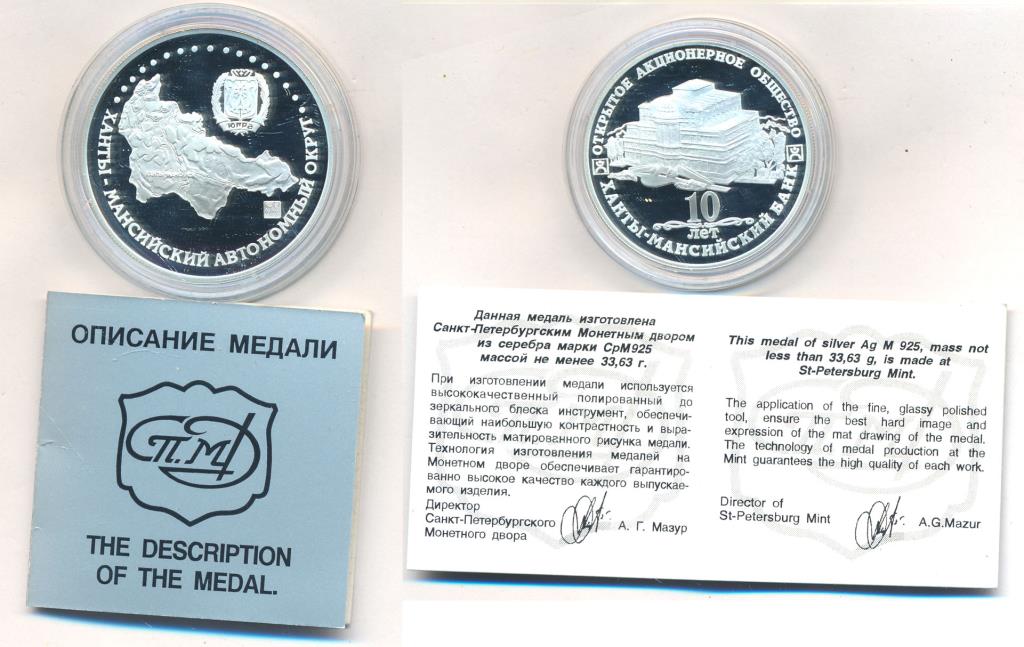 ХАНТЫ - МАНСИЙСКИЙ АВТОНОМНЫЙ ОКРУГ
ЮГРА
ОТКРЫТОЕ АКЦИОНЕРНОЕ ОБЩЕСТВО
10
лет
ХАНТЫ-МАНСИЙСКИЙ БАНК
ОПИСАНИЕ МЕДАЛИ
СП.МД
THE DESCRIPTION
OF THE MEDAL.
Данная медаль изготовлена
Санкт-Петербургским Монетным двором
из серебра марки СрМ925
массой не менее 33,63 г.
При изготовлении медали используется
высококачественный полированный до
зеркального блеска инструмент, обеспечи-
вающий наибольшую контрастность и выра-
зительность матированного рисунка медали.
Технология изготовления медалей на
Монетном дворе обеспечивает гарантиро-
ванно высокое качество каждого выпускае-
мого изделия.
Директор
Санкт-Петербургского
Монетного двора
А. Г. Мазур
This medal of silver Ag M 925, mass not
less than 33,63 g, is made at
St-Petersburg Mint.
The application of the fine, glassy polished
tool, ensure the best hard image and
expression of the mat drawing of the medal.
The technology of medal production at the
Mint guarantees the high quality of each work.
Director of
St-Petersburg Mint
A.G.Mazur